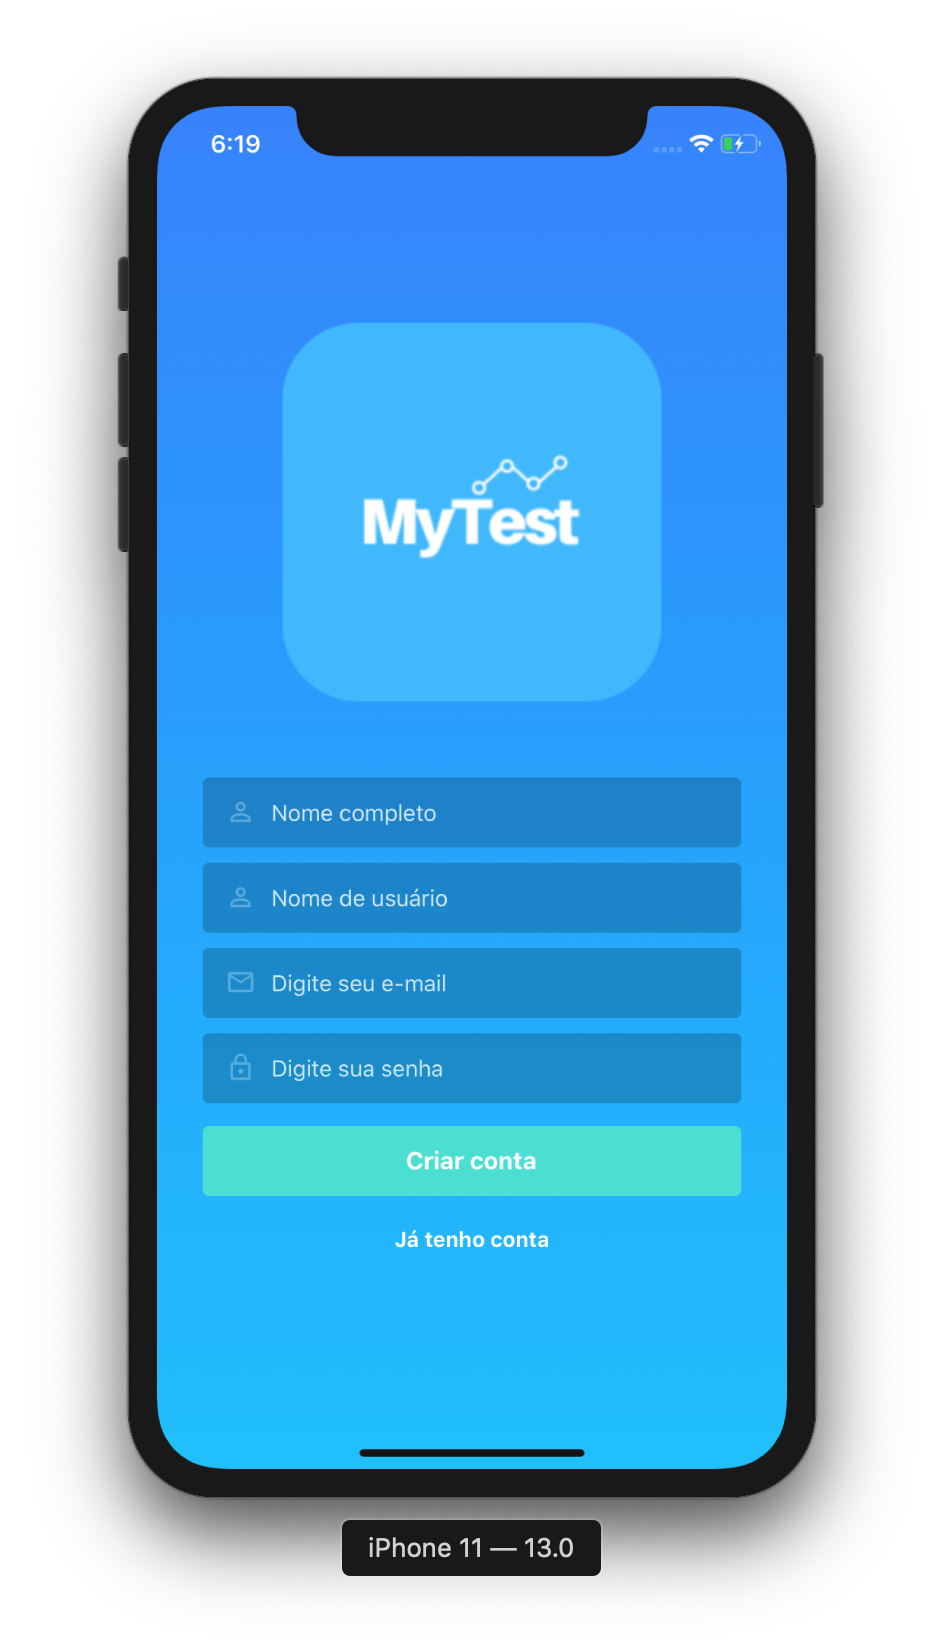 6:19
MyTest
Nome completo
Nome de usuário
Digite seu e-mail
Digite sua senha
Criar conta
Já tenho conta
iPhone 11 — 13.0